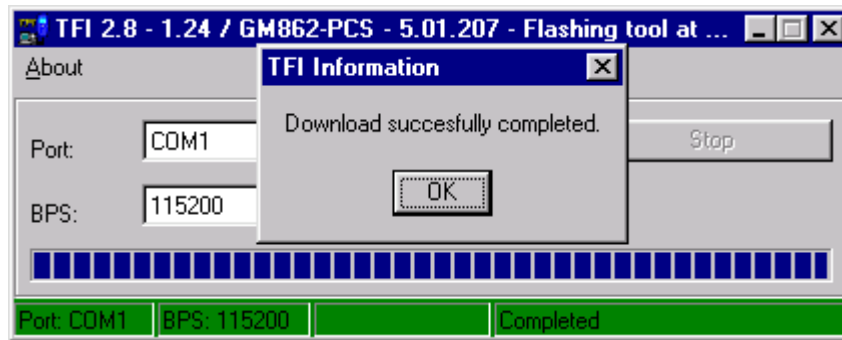 TFI 2.8 - 1.24 / GM862-PCS - 5.01.207 - Flashing tool at ...
About
TFI Information
Download succesfully completed.
OK
Port:
COM1
Stop
BPS:
115200
Port: COM1
BPS: 115200
Completed